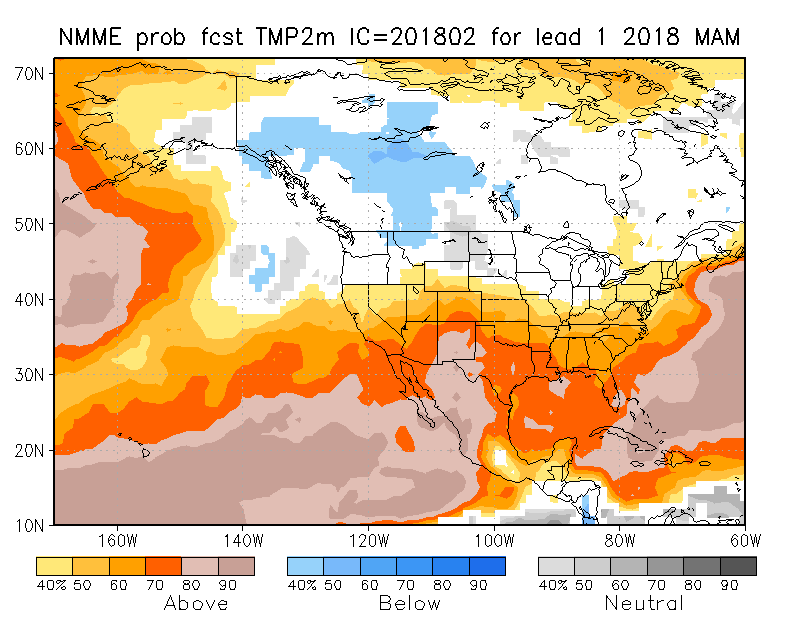 NMME prob fcst TMP2m IC=201802 for lead 1 2018 MAM
70N
60N
50N
40N
30N
20N
10N
160W 140W 120W 100W 80W 60W
40% 50 60 70 80 90 40% 50 60 70 80 90 40% 50 60 70 80 90
Above Below Neutral